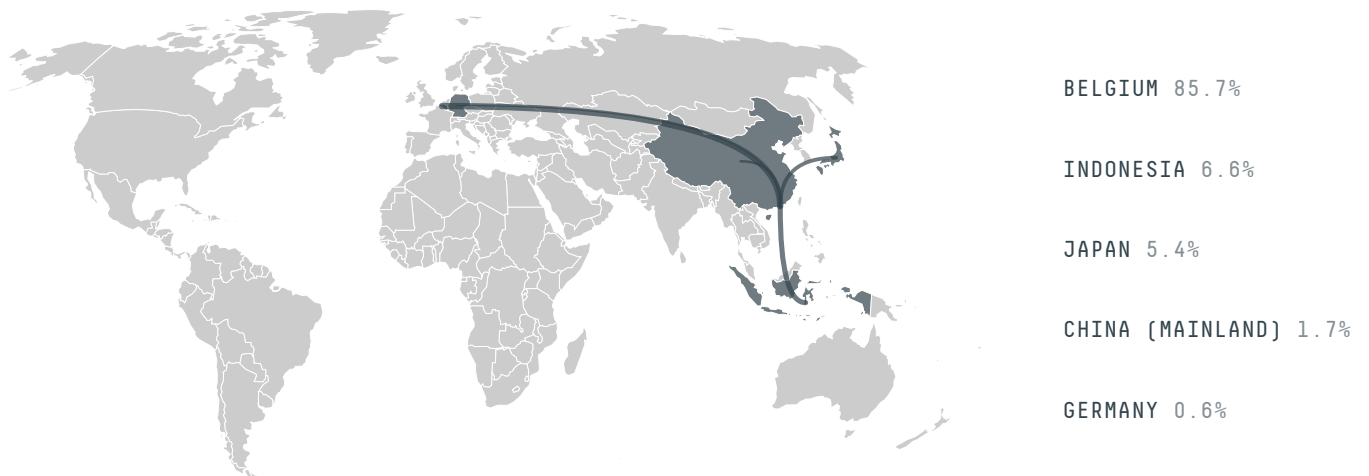 BELGIUM 85.7%
INDONESIA 6.6%
JAPAN 5.4%
CHINA (MAINLAND) 1.7%
GERMANY 0.6%